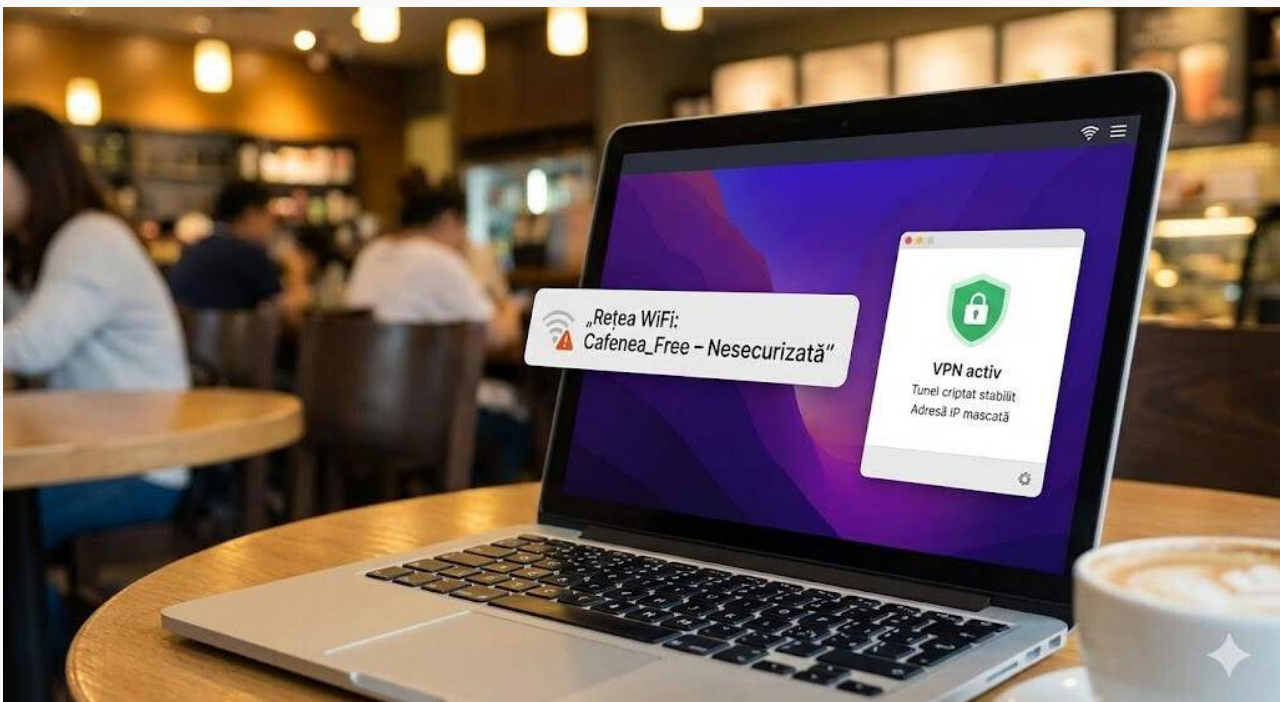 „Rețea WiFi:
Cafenea_Free – Nesecurizată”
VPN activ
Tunel criptat stabilit
Adresă IP mascată